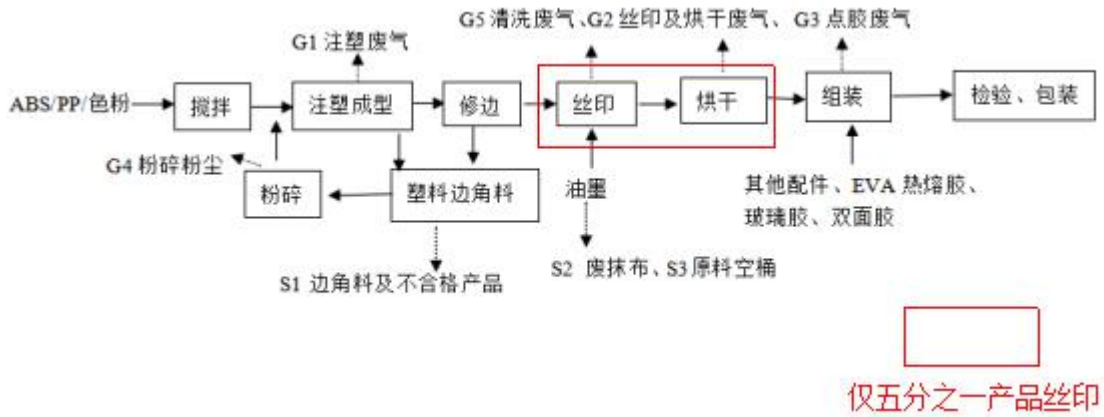 G5 清洗废气、G2 丝印及烘干废气、G3 点胶废气
G1 注塑废气
ABS/PP/色粉
搅拌
注塑成型
修边
丝印
烘干
组装
检验、包装
G4 粉碎粉尘
粉碎
塑料边角料
油墨
其他配件、EVA 热熔胶、
玻璃胶、双面胶
S1 边角料及不合格产品
S2 废抹布、S3 原料空桶
仅五分之一产品丝印